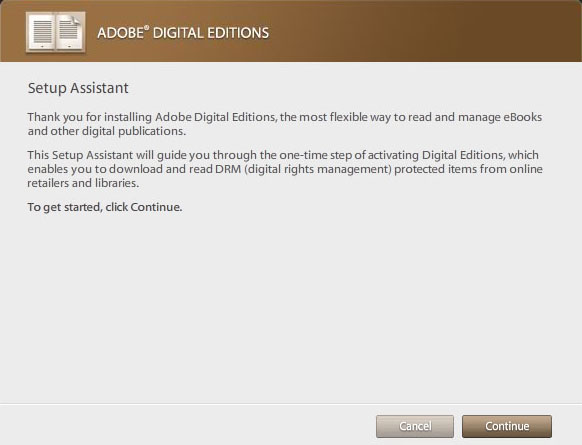 ADOBE® DIGITAL EDITIONS
Setup Assistant
Thank you for installing Adobe Digital Editions, the most flexible way to read and manage eBooks
and other digital publications.
This Setup Assistant will guide you through the one-time step of activating Digital Editions, which
enables you to download and read DRM (digital rights management) protected items from online
retailers and libraries.
To get started, click Continue.
Cancel
Continue